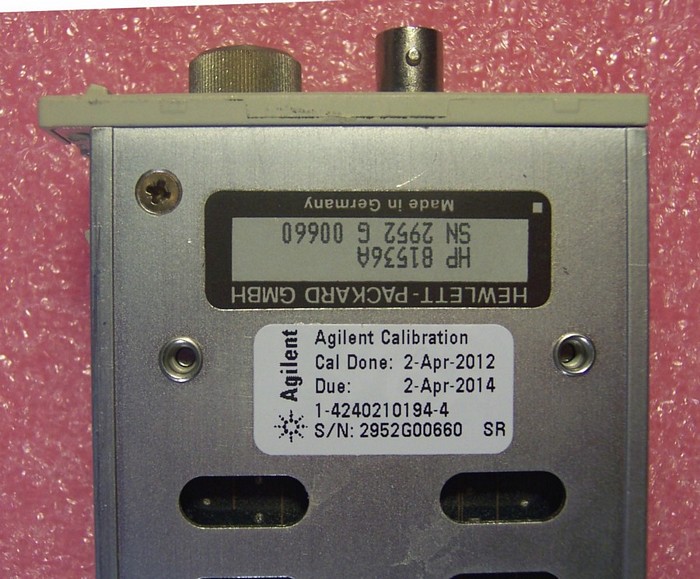 HEWLETT-PACKARD GMBH
HP 81536A
SN 2952 G 00660
Made in Germany
Agilent
Agilent Calibration
Cal Done: 2-Apr-2012
Due: 2-Apr-2014
1-4240210194-4
S/N: 2952G00660 SR